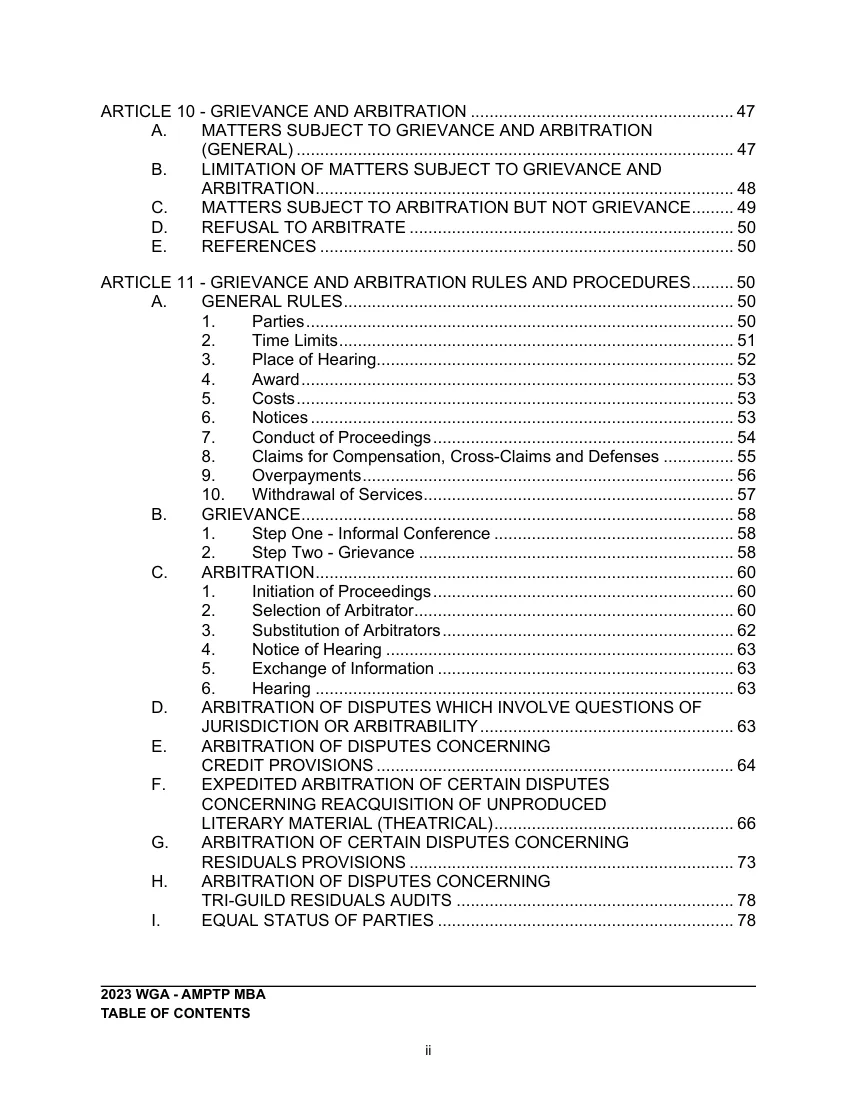 ARTICLE 10 - GRIEVANCE AND ARBITRATION ........................................................ 47
A. MATTERS SUBJECT TO GRIEVANCE AND ARBITRATION
(GENERAL) ............................................................................................. 47
B. LIMITATION OF MATTERS SUBJECT TO GRIEVANCE AND
ARBITRATION......................................................................................... 48
C. MATTERS SUBJECT TO ARBITRATION BUT NOT GRIEVANCE......... 49
D. REFUSAL TO ARBITRATE ..................................................................... 50
E. REFERENCES ........................................................................................ 50
ARTICLE 11 - GRIEVANCE AND ARBITRATION RULES AND PROCEDURES......... 50
A. GENERAL RULES................................................................................... 50
1. Parties........................................................................................... 50
2. Time Limits.................................................................................... 51
3. Place of Hearing............................................................................ 52
4. Award............................................................................................ 53
5. Costs............................................................................................. 53
6. Notices .......................................................................................... 53
7. Conduct of Proceedings................................................................ 54
8. Claims for Compensation, Cross-Claims and Defenses ............... 55
9. Overpayments............................................................................... 56
10. Withdrawal of Services.................................................................. 57
B. GRIEVANCE............................................................................................ 58
1. Step One - Informal Conference ................................................... 58
2. Step Two - Grievance ................................................................... 58
C. ARBITRATION......................................................................................... 60
1. Initiation of Proceedings................................................................ 60
2. Selection of Arbitrator.................................................................... 60
3. Substitution of Arbitrators.............................................................. 62
4. Notice of Hearing .......................................................................... 63
5. Exchange of Information ............................................................... 63
6. Hearing ......................................................................................... 63
D. ARBITRATION OF DISPUTES WHICH INVOLVE QUESTIONS OF
JURISDICTION OR ARBITRABILITY...................................................... 63
E. ARBITRATION OF DISPUTES CONCERNING
CREDIT PROVISIONS ............................................................................ 64
F. EXPEDITED ARBITRATION OF CERTAIN DISPUTES
CONCERNING REACQUISITION OF UNPRODUCED
LITERARY MATERIAL (THEATRICAL)................................................... 66
G. ARBITRATION OF CERTAIN DISPUTES CONCERNING
RESIDUALS PROVISIONS ..................................................................... 73
H. ARBITRATION OF DISPUTES CONCERNING
TRI-GUILD RESIDUALS AUDITS ........................................................... 78
I. EQUAL STATUS OF PARTIES ............................................................... 78
2023 WGA - AMPTP MBA
TABLE OF CONTENTS
ii